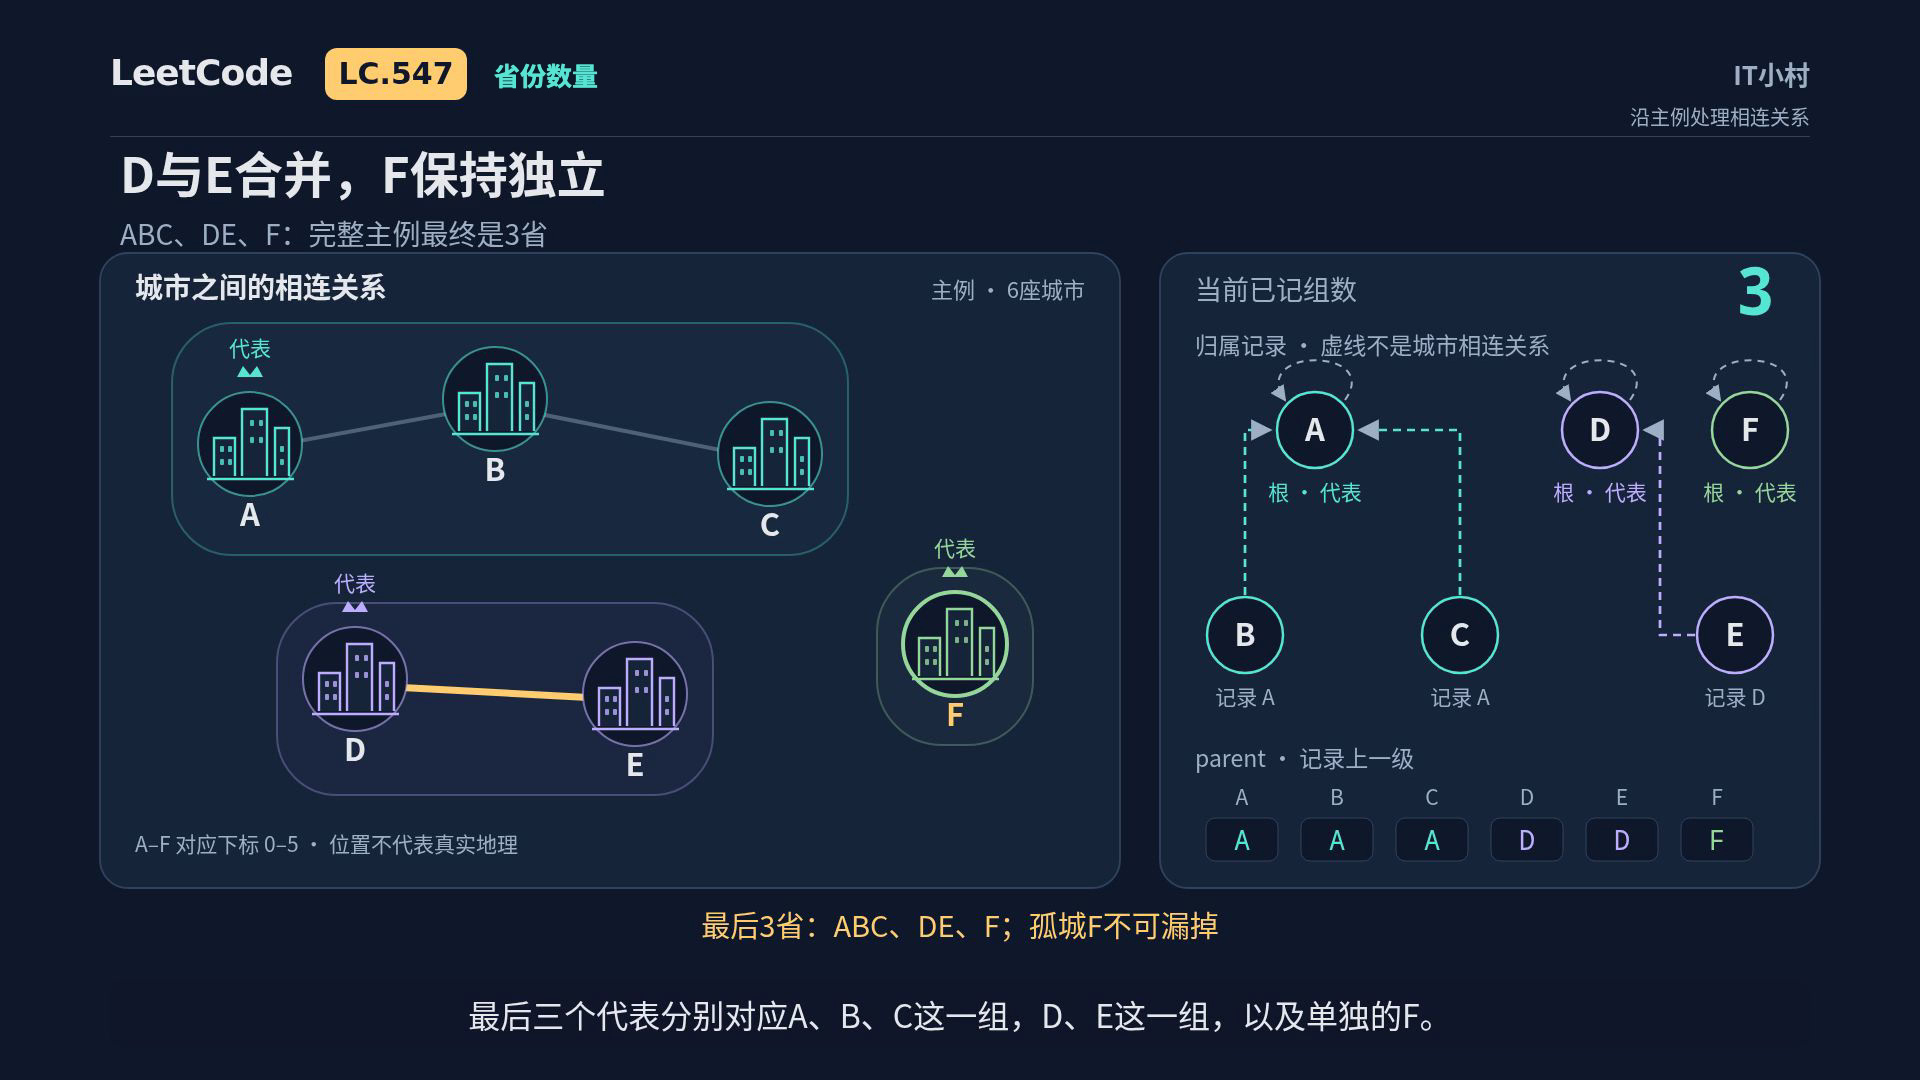 LeetCode LC.547 省份数量
IT小村
沿主例处理相连关系
D与E合并，F保持独立
ABC、DE、F：完整主例最终是3省
城市之间的相连关系
主例 · 6座城市
代表
A
B
C
代表
D
E
代表
F
A–F 对应下标 0–5 · 位置不代表真实地理
当前已记组数
3
归属记录 · 虚线不是城市相连关系
A
D
F
根 · 代表
根 · 代表
根 · 代表
B
C
E
记录 A
记录 A
记录 D
parent · 记录上一级
A B C D E F
A A A D D F
最后3省：ABC、DE、F；孤城F不可漏掉
最后三个代表分别对应A、B、C这一组，D、E这一组，以及单独的F。